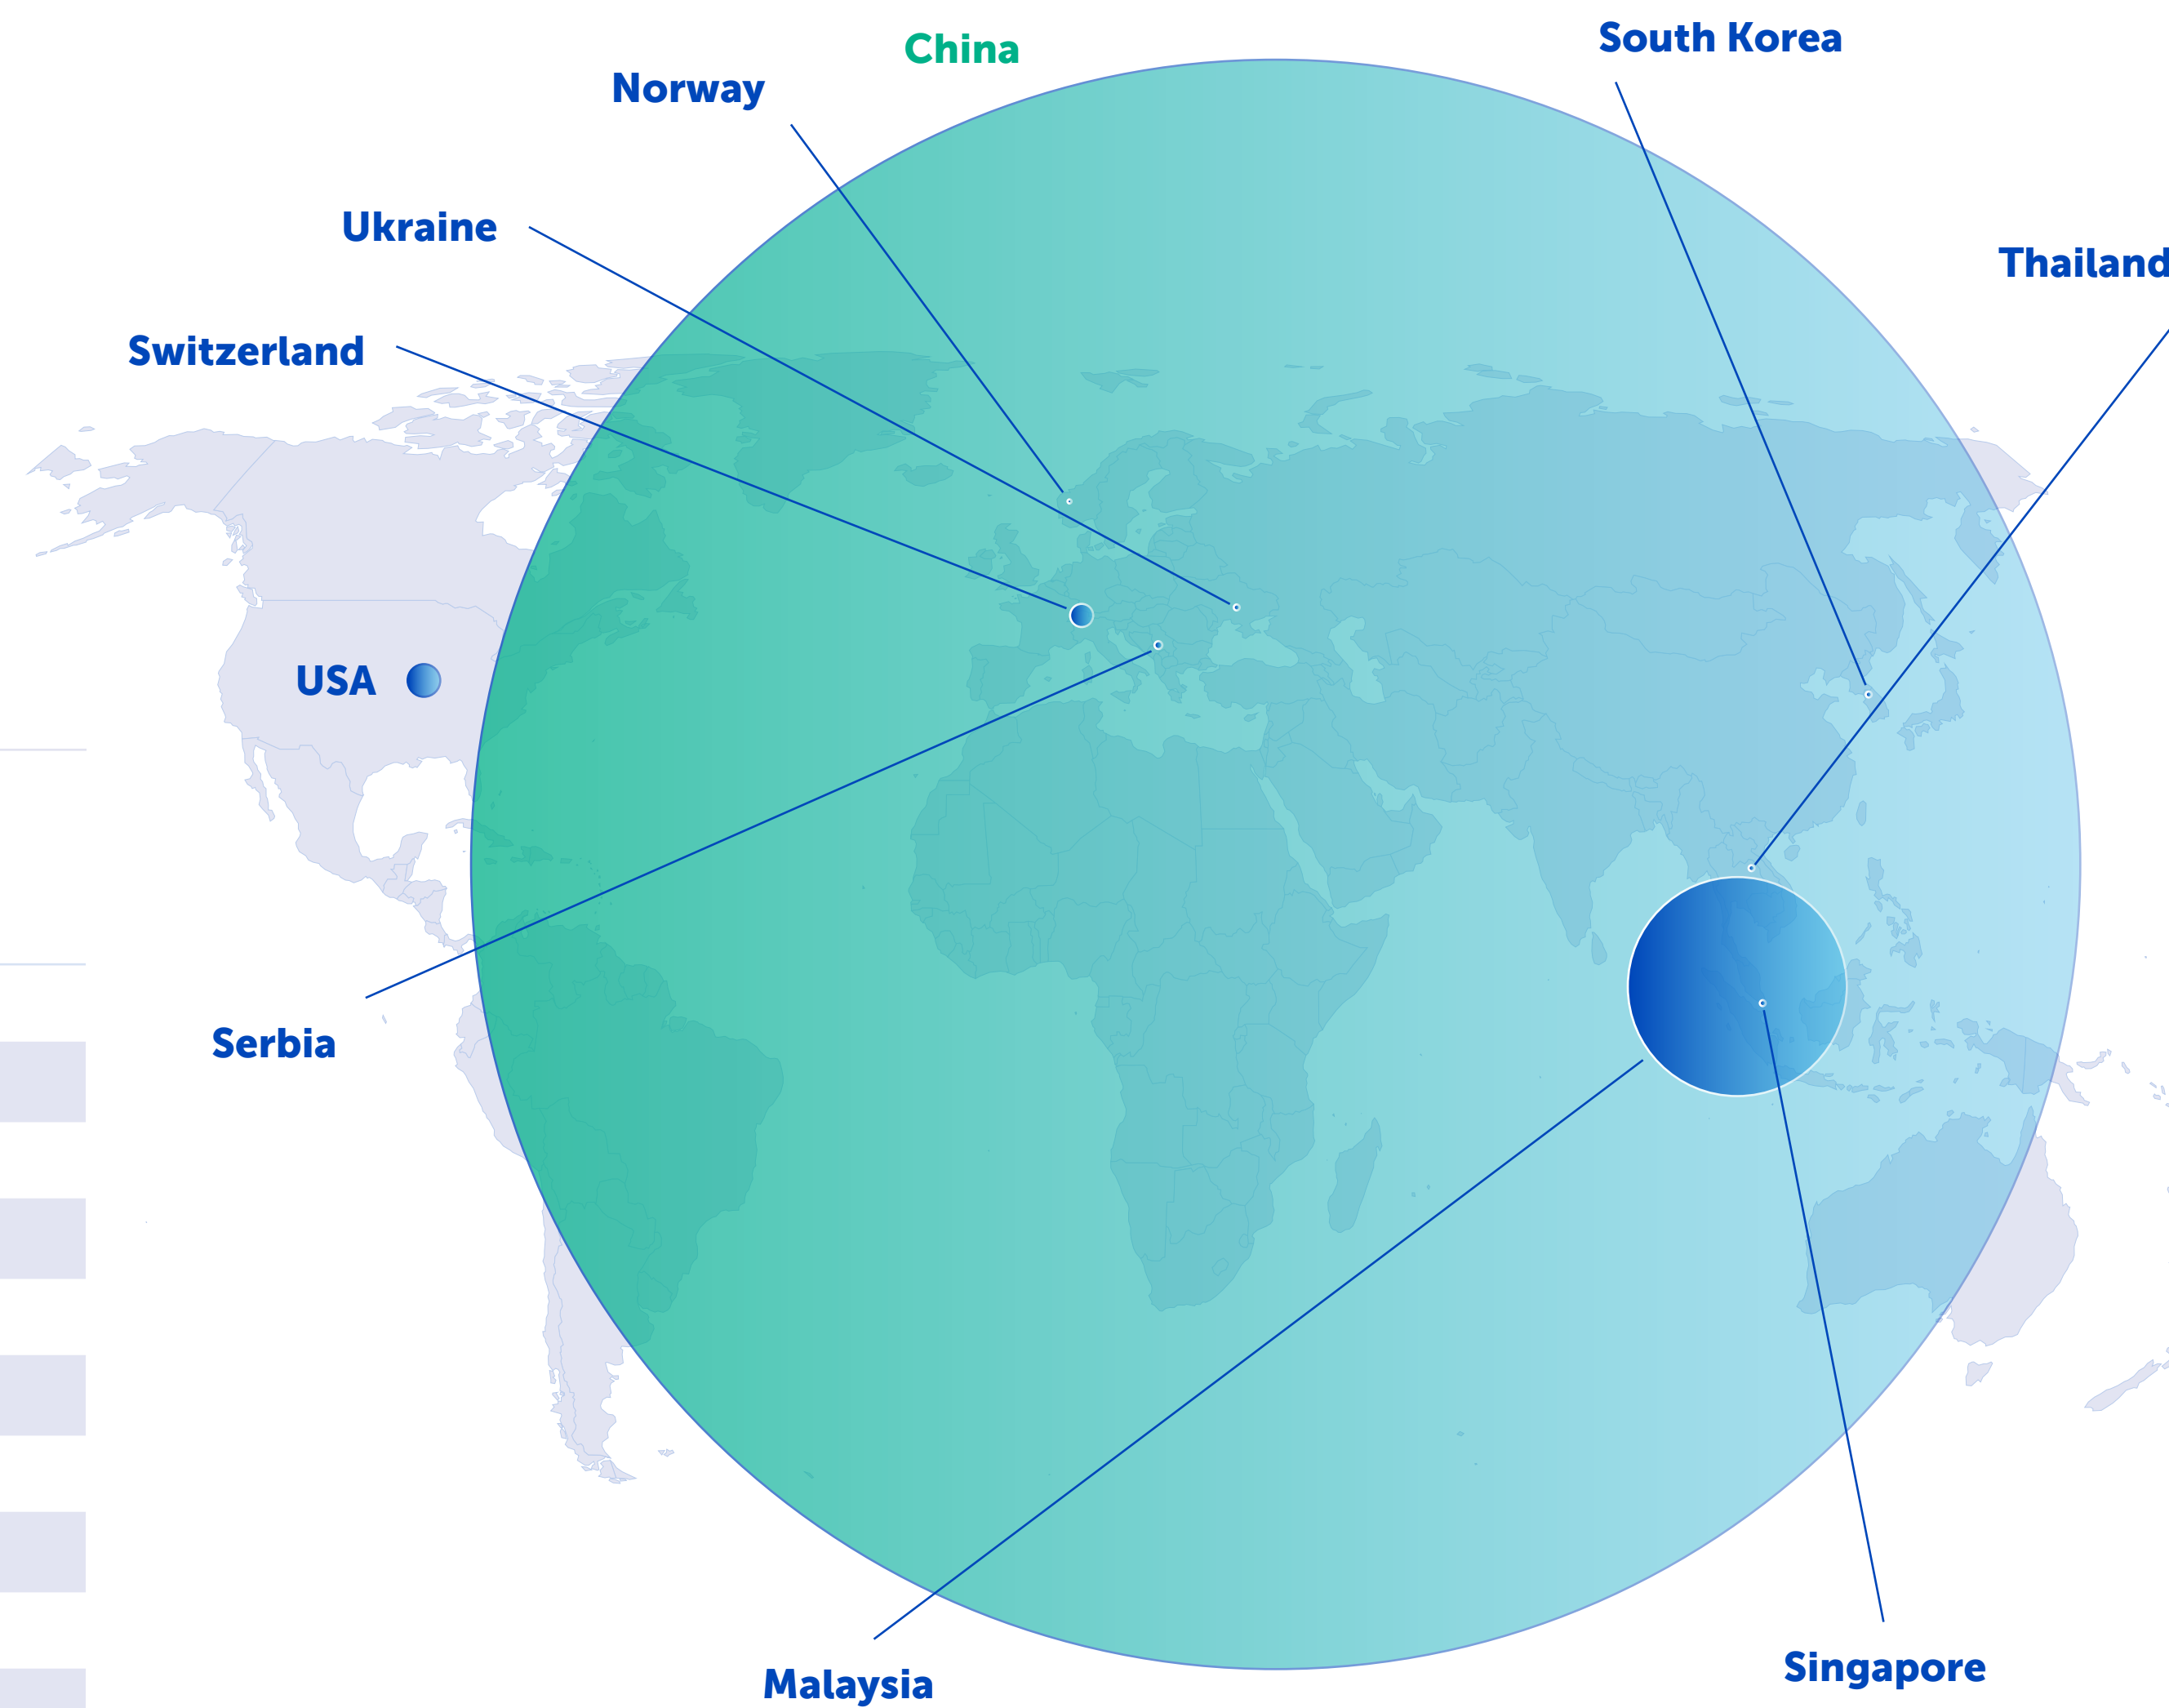 South Korea
China
Norway
Ukraine
Thailand
Switzerland
USA
Serbia
Singapore
Malaysia